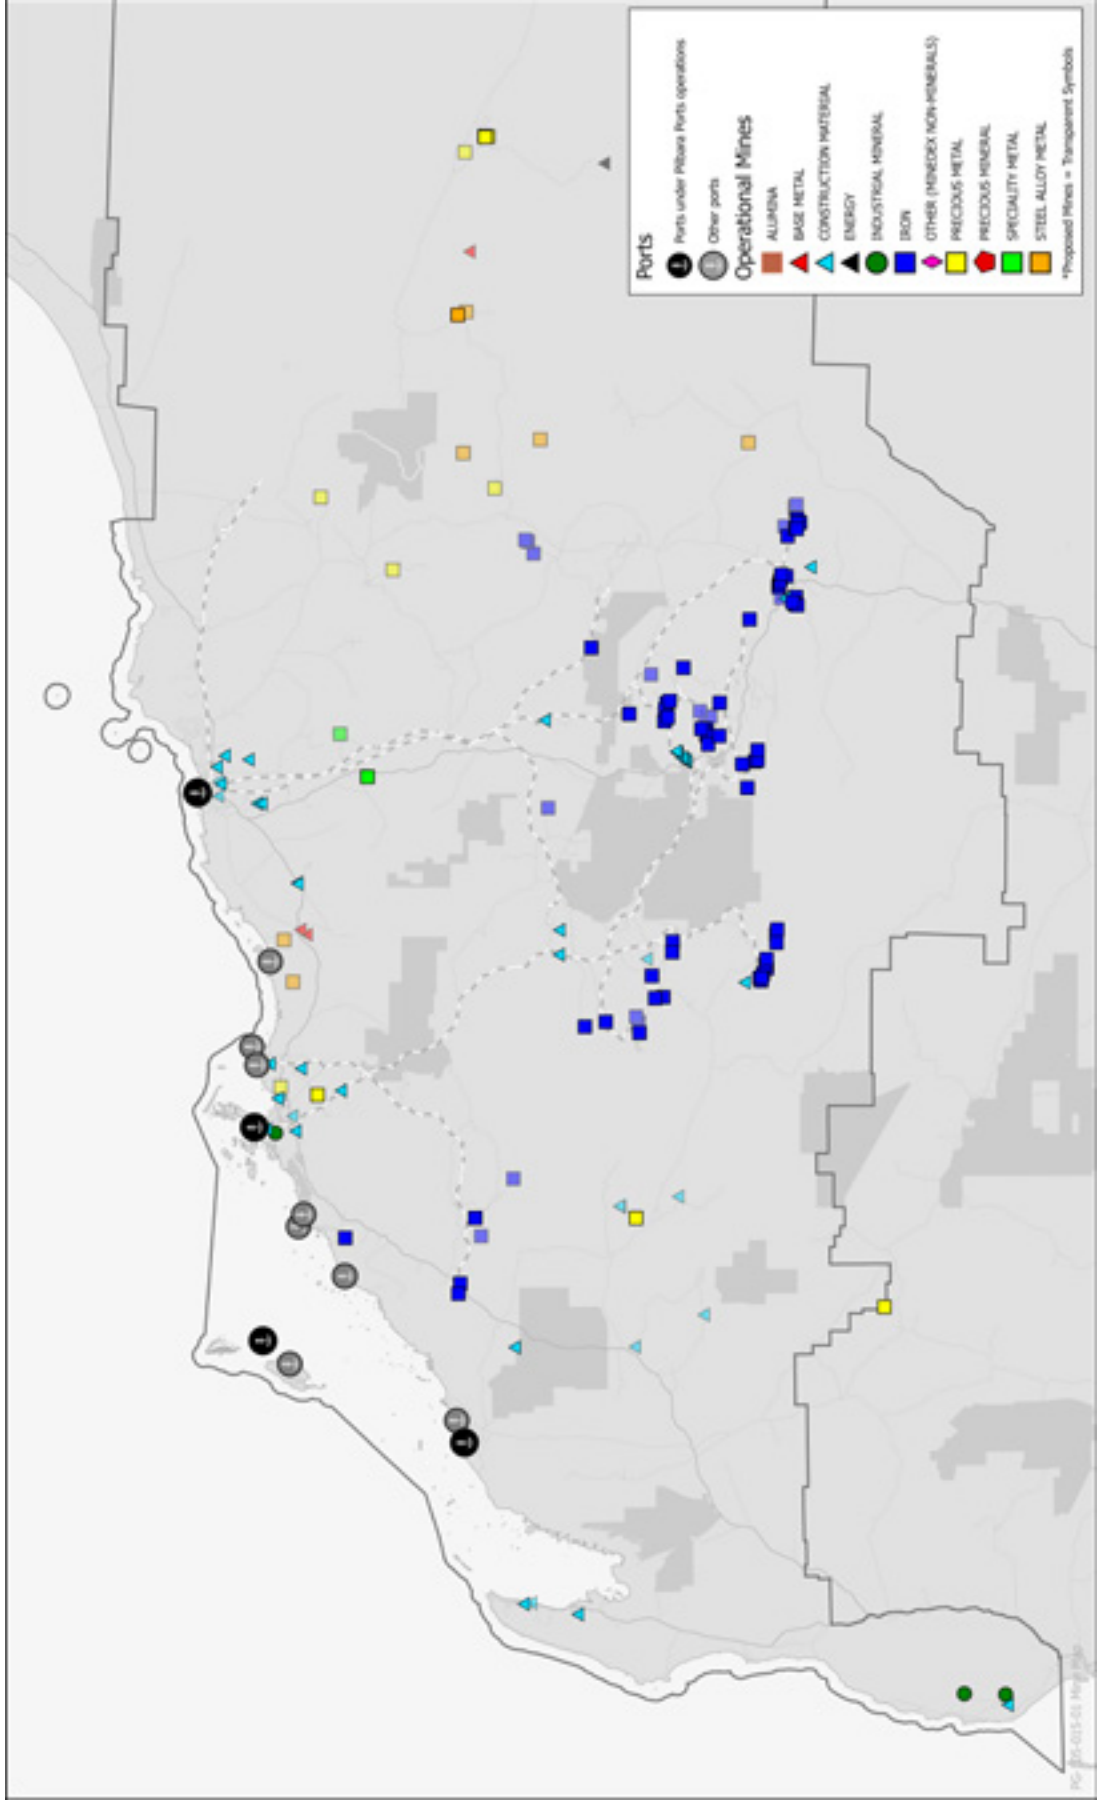 Ports
Ports under Pilbara Ports operations
Other ports
Operational Mines
ALUMINA
BASE METAL
CONSTRUCTION MATERIAL
ENERGY
INDUSTRIAL MINERAL
IRON
OTHER (MINEDEX NON-MINERALS)
PRECIOUS METAL
PRECIOUS MINERAL
SPECIALITY METAL
STEEL ALLOY METAL
*Proposed Mines = Transparent Symbols